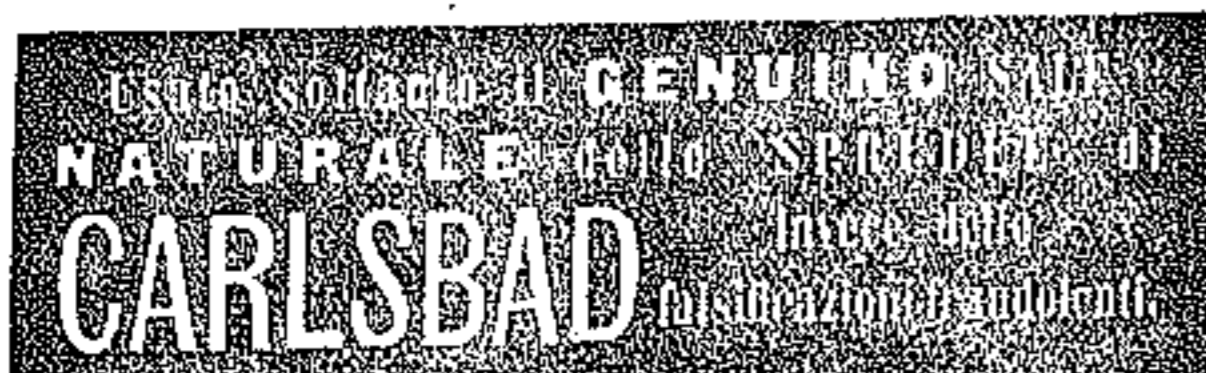 Usate soltanto il GENUINO SALE
NATURALE dello SPRUDEL di
CARLSBAD invece delle
falsificazioni fraudolenti.